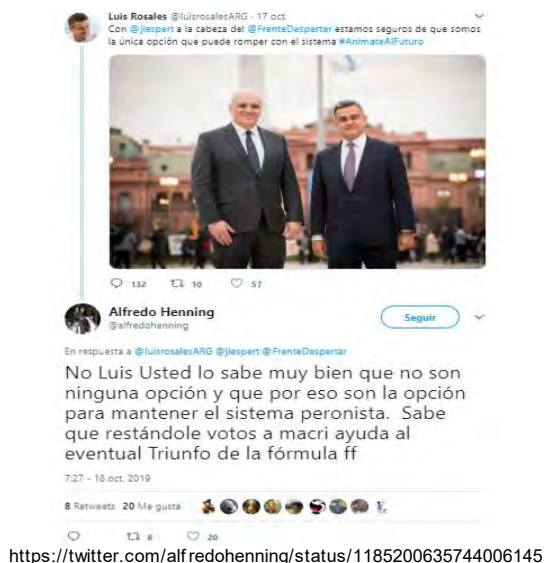 Luis Rosales @luisrosalesARG · 17 oct.
Con @jlespert a la cabeza del @FrenteDespertar estamos seguros de que somos
la única opción que puede romper con el sistema #AnimateAlFuturo
132 10 57
Alfredo Henning
@alfredohenning
Seguir
En respuesta a @luisrosalesARG @jlespert @FrenteDespertar
No Luis Usted lo sabe muy bien que no son
ninguna opción y que por eso son la opción
para mantener el sistema peronista. Sabe
que restándole votos a macri ayuda al
eventual Triunfo de la fórmula ff
7:27 - 18 oct. 2019
8 Retweets 20 Me gusta
8 20
https://twitter.com/alfredohenning/status/1185200635744006145